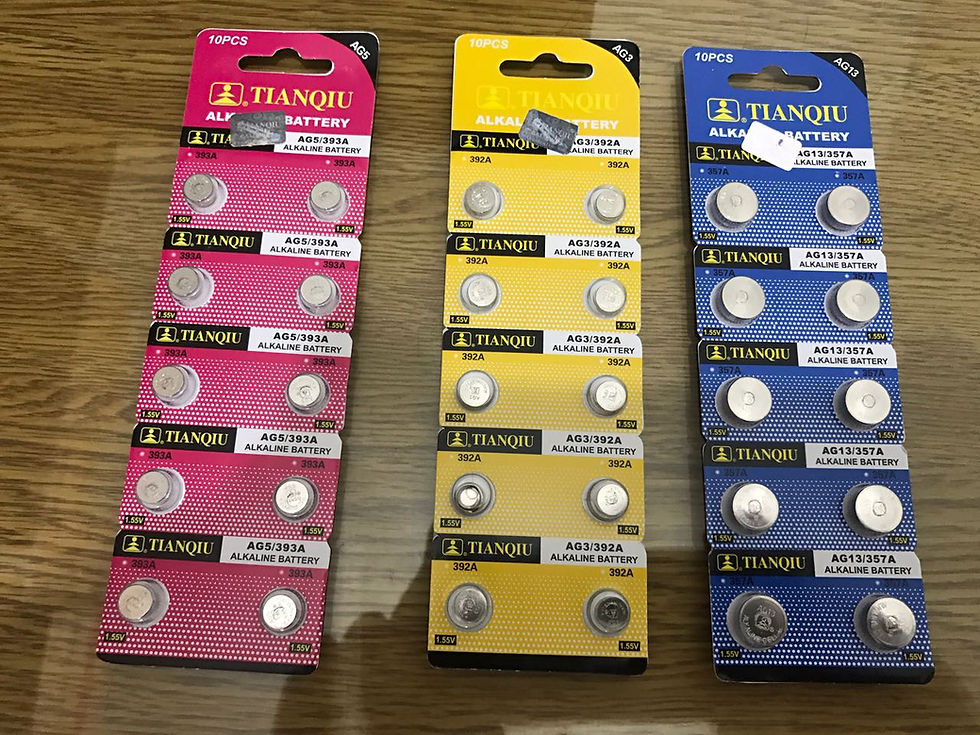 10PCS
AG5
TIANQIU
BATTERY
AG5/393A
ALKALINE BATTERY
393A 393A
1.55V 1.55V
TIANQIU
AG5/393A
ALKALINE BATTERY
393A 393A
1.55V 1.55V
TIANQIU
AG5/393A
ALKALINE BATTERY
393A 393A
1.55V 1.55V
TIANQIU
AG5/393A
ALKALINE BATTERY
393A 393A
1.55V 1.55V
TIANQIU
AG5/393A
ALKALINE BATTERY
393A 393A
1.55V 1.55V
10PCS
AG3
TIANQIU
AG3/392A
ALKALINE BATTERY
392A 392A
1.55V 1.55V
TIANQIU
AG3/392A
ALKALINE BATTERY
392A 392A
1.55V 1.55V
TIANQIU
AG3/392A
ALKALINE BATTERY
392A 392A
1.55V 1.55V
TIANQIU
AG3/392A
ALKALINE BATTERY
392A 392A
1.55V 1.55V
TIANQIU
AG3/392A
ALKALINE BATTERY
392A 392A
1.55V 1.55V
10PCS
AG13
TIANQIU
BATTERY
TIANQIU
AG13/357A
ALKALINE BATTERY
357A 357A
1.55V 1.55V
TIANQIU
AG13/357A
ALKALINE BATTERY
357A 357A
1.55V 1.55V
TIANQIU
AG13/357A
ALKALINE BATTERY
357A 357A
1.55V 1.55V
TIANQIU
AG13/357A
ALKALINE BATTERY
357A
1.55V 1.55V
TIANQIU
AG13/357A
ALKALINE BATTERY
357A
1.55V 1.55V